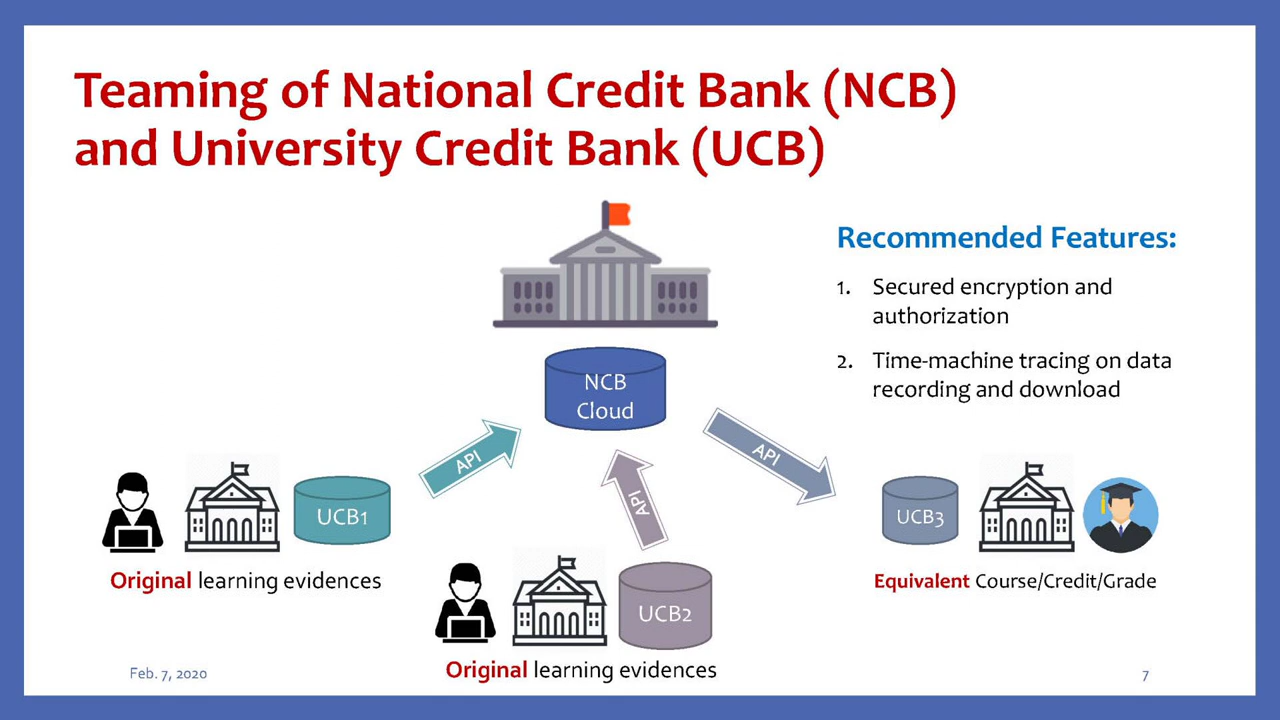 Teaming of National Credit Bank (NCB)
and University Credit Bank (UCB)
Recommended Features:
1. Secured encryption and
authorization
2. Time-machine tracing on data
recording and download
NCB
Cloud
API
API
API
UCB1
Original learning evidences
UCB2
Original learning evidences
UCB3
Equivalent Course/Credit/Grade
Feb. 7, 2020
7